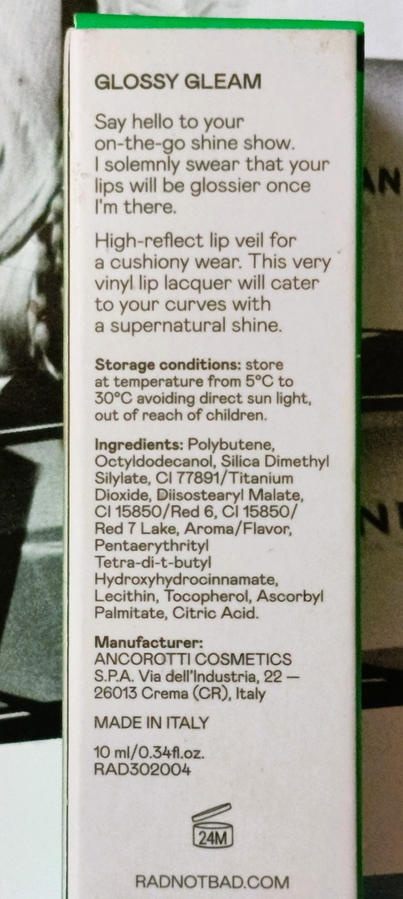 GLOSSY GLEAM
Say hello to your
on-the-go shine show.
I solemnly swear that your
lips will be glossier once
I'm there.
High-reflect lip veil for
a cushiony wear. This very
vinyl lip lacquer will cater
to your curves with
a supernatural shine.
Storage conditions: store
at temperature from 5°C to
30°C avoiding direct sun light,
out of reach of children.
Ingredients: Polybutene,
Octyldodecanol, Silica Dimethyl
Silylate, CI 77891/Titanium
Dioxide, Diisostearyl Malate,
CI 15850/Red 6, CI 15850/
Red 7 Lake, Aroma/Flavor,
Pentaerythrityl
Tetra-di-t-butyl
Hydroxyhydrocinnamate,
Lecithin, Tocopherol, Ascorbyl
Palmitate, Citric Acid.
Manufacturer:
ANCOROTTI COSMETICS
S.P.A. Via dell'Industria, 22 —
26013 Crema (CR), Italy
MADE IN ITALY
10 ml/0.34fl.oz.
RAD302004
24M
RADNOTBAD.COM